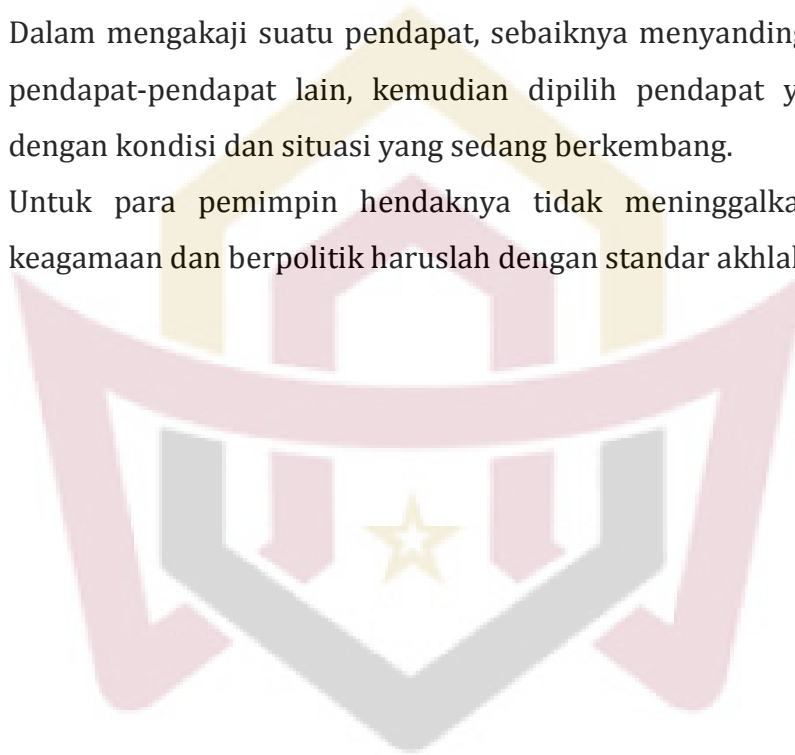 Dalam mengakaji suatu pendapat, sebaiknya menyanding
pendapat-pendapat lain, kemudian dipilih pendapat y
dengan kondisi dan situasi yang sedang berkembang.
Untuk para pemimpin hendaknya tidak meninggalka
keagamaan dan berpolitik haruslah dengan standar akhlal